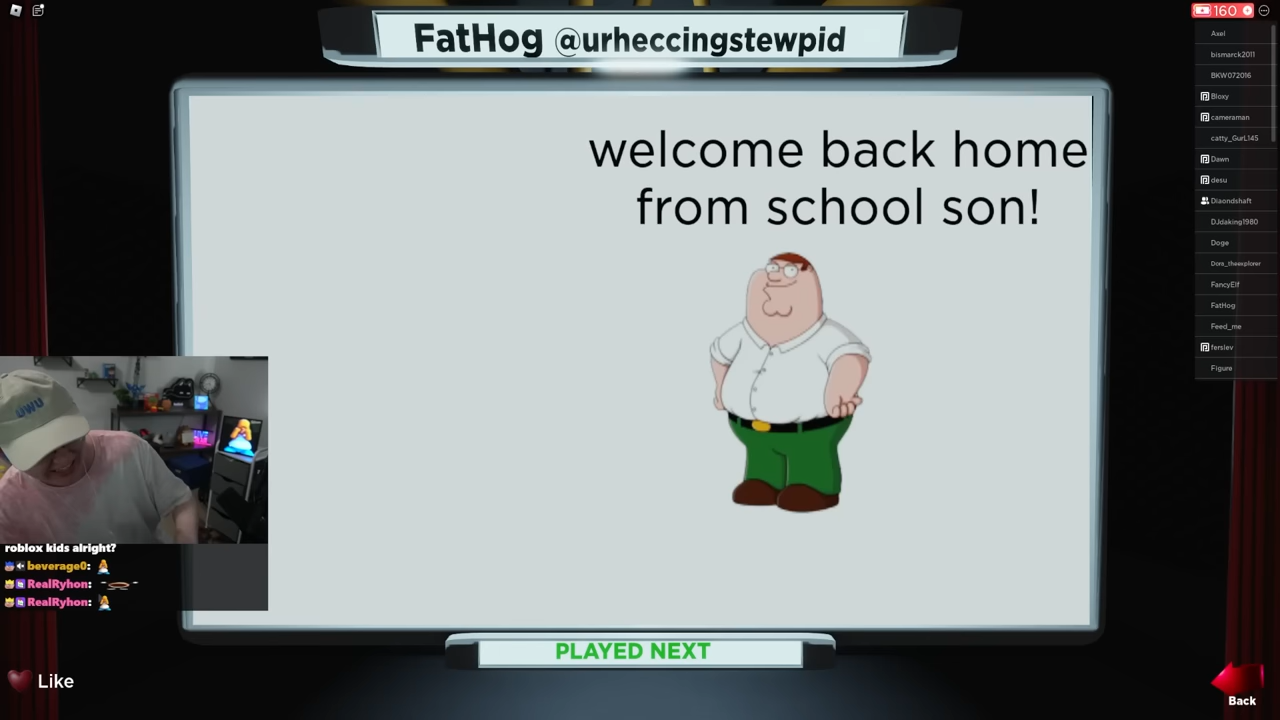 FatHog @urheccingstewpid
160
welcome back home
from school son!
Axel
bismarck2011
BKW072016
Bloxy
cameraman
catty_GurL145
Dawn
desu
Diaondshaft
DJdaking1980
Doge
Dora_theexplorer
FancyElf
FatHog
Feed_me
ferslev
Figure
UWU
roblox kids alright?
beverage0:
RealRyhon:
RealRyhon:
PLAYED NEXT
Like
Back